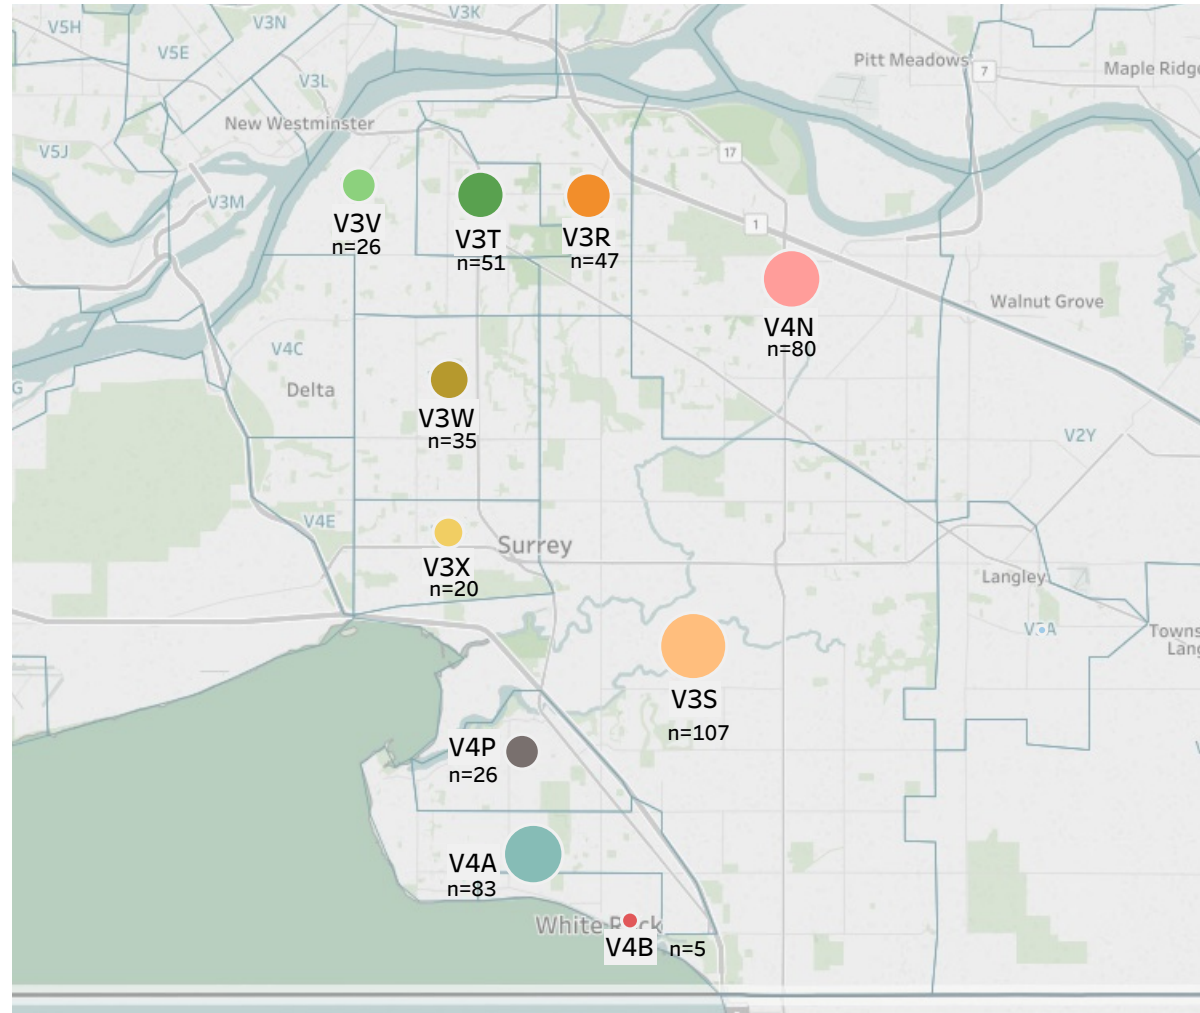 V5H
V3N
V3K
V5E
V3L
Pitt Meadows
7
Maple Ridge
New Westminster
V5J
17
V3M
V3V
n=26
V3T
n=51
V3R
n=47
1
V4N
n=80
Walnut Grove
V4C
Delta
G
V3W
n=35
V2Y
V4E
Surrey
V3X
n=20
Langley
Towns
Lang
V3S
n=107
V4P
n=26
V4A
n=83
White Rock
V4B n=5